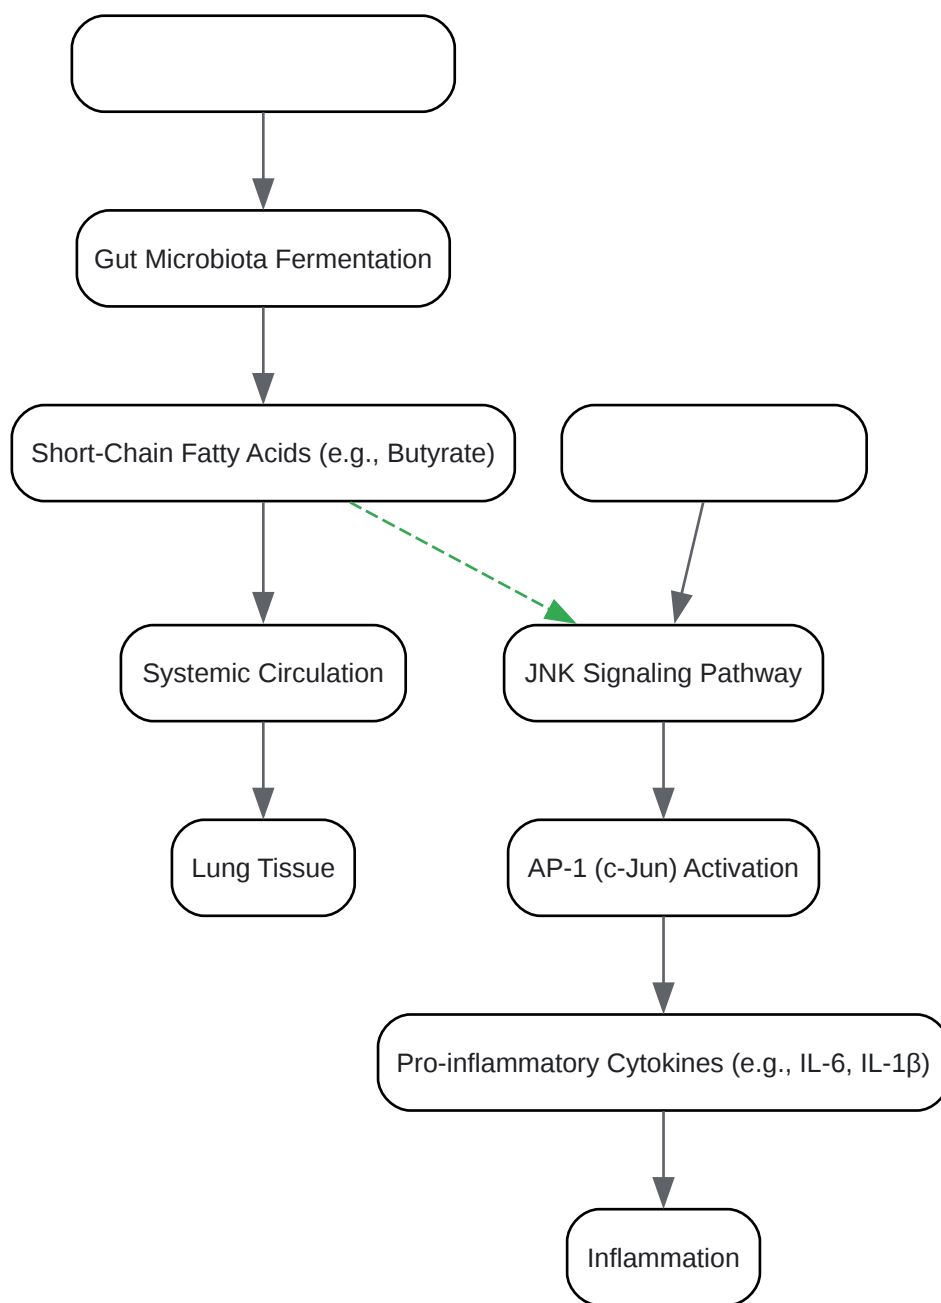 Gut Microbiota Fermentation
Short-Chain Fatty Acids (e.g., Butyrate)
Systemic Circulation
JNK Signaling Pathway
Lung Tissue
AP-1 (c-Jun) Activation
Pro-inflammatory Cytokines (e.g., IL-6, IL-1β)
Inflammation